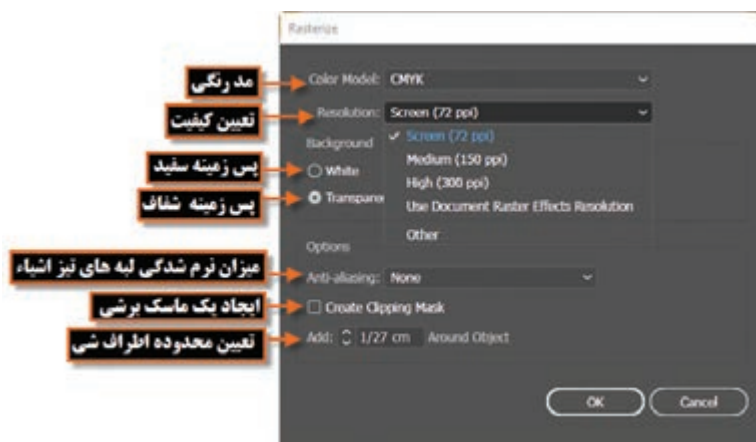 Rasterize
مد رنگی
Color Model: CMYK
تعیین کیفیت
Resolution: Screen (72 ppi)
Background
Screen (72 ppi)
پس زمینه سفید
White
Medium (150 ppi)
High (300 ppi)
پس زمینه شفاف
Transparen
Use Document Raster Effects Resolution
Other
Options
میزان نرم شدگی لبه های تیز اشیاء
Anti-aliasing: None
ایجاد یک ماسک برشی
Create Clipping Mask
تعیین محدوده اطراف شی
Add: 1/27 cm Around Object
OK Cancel